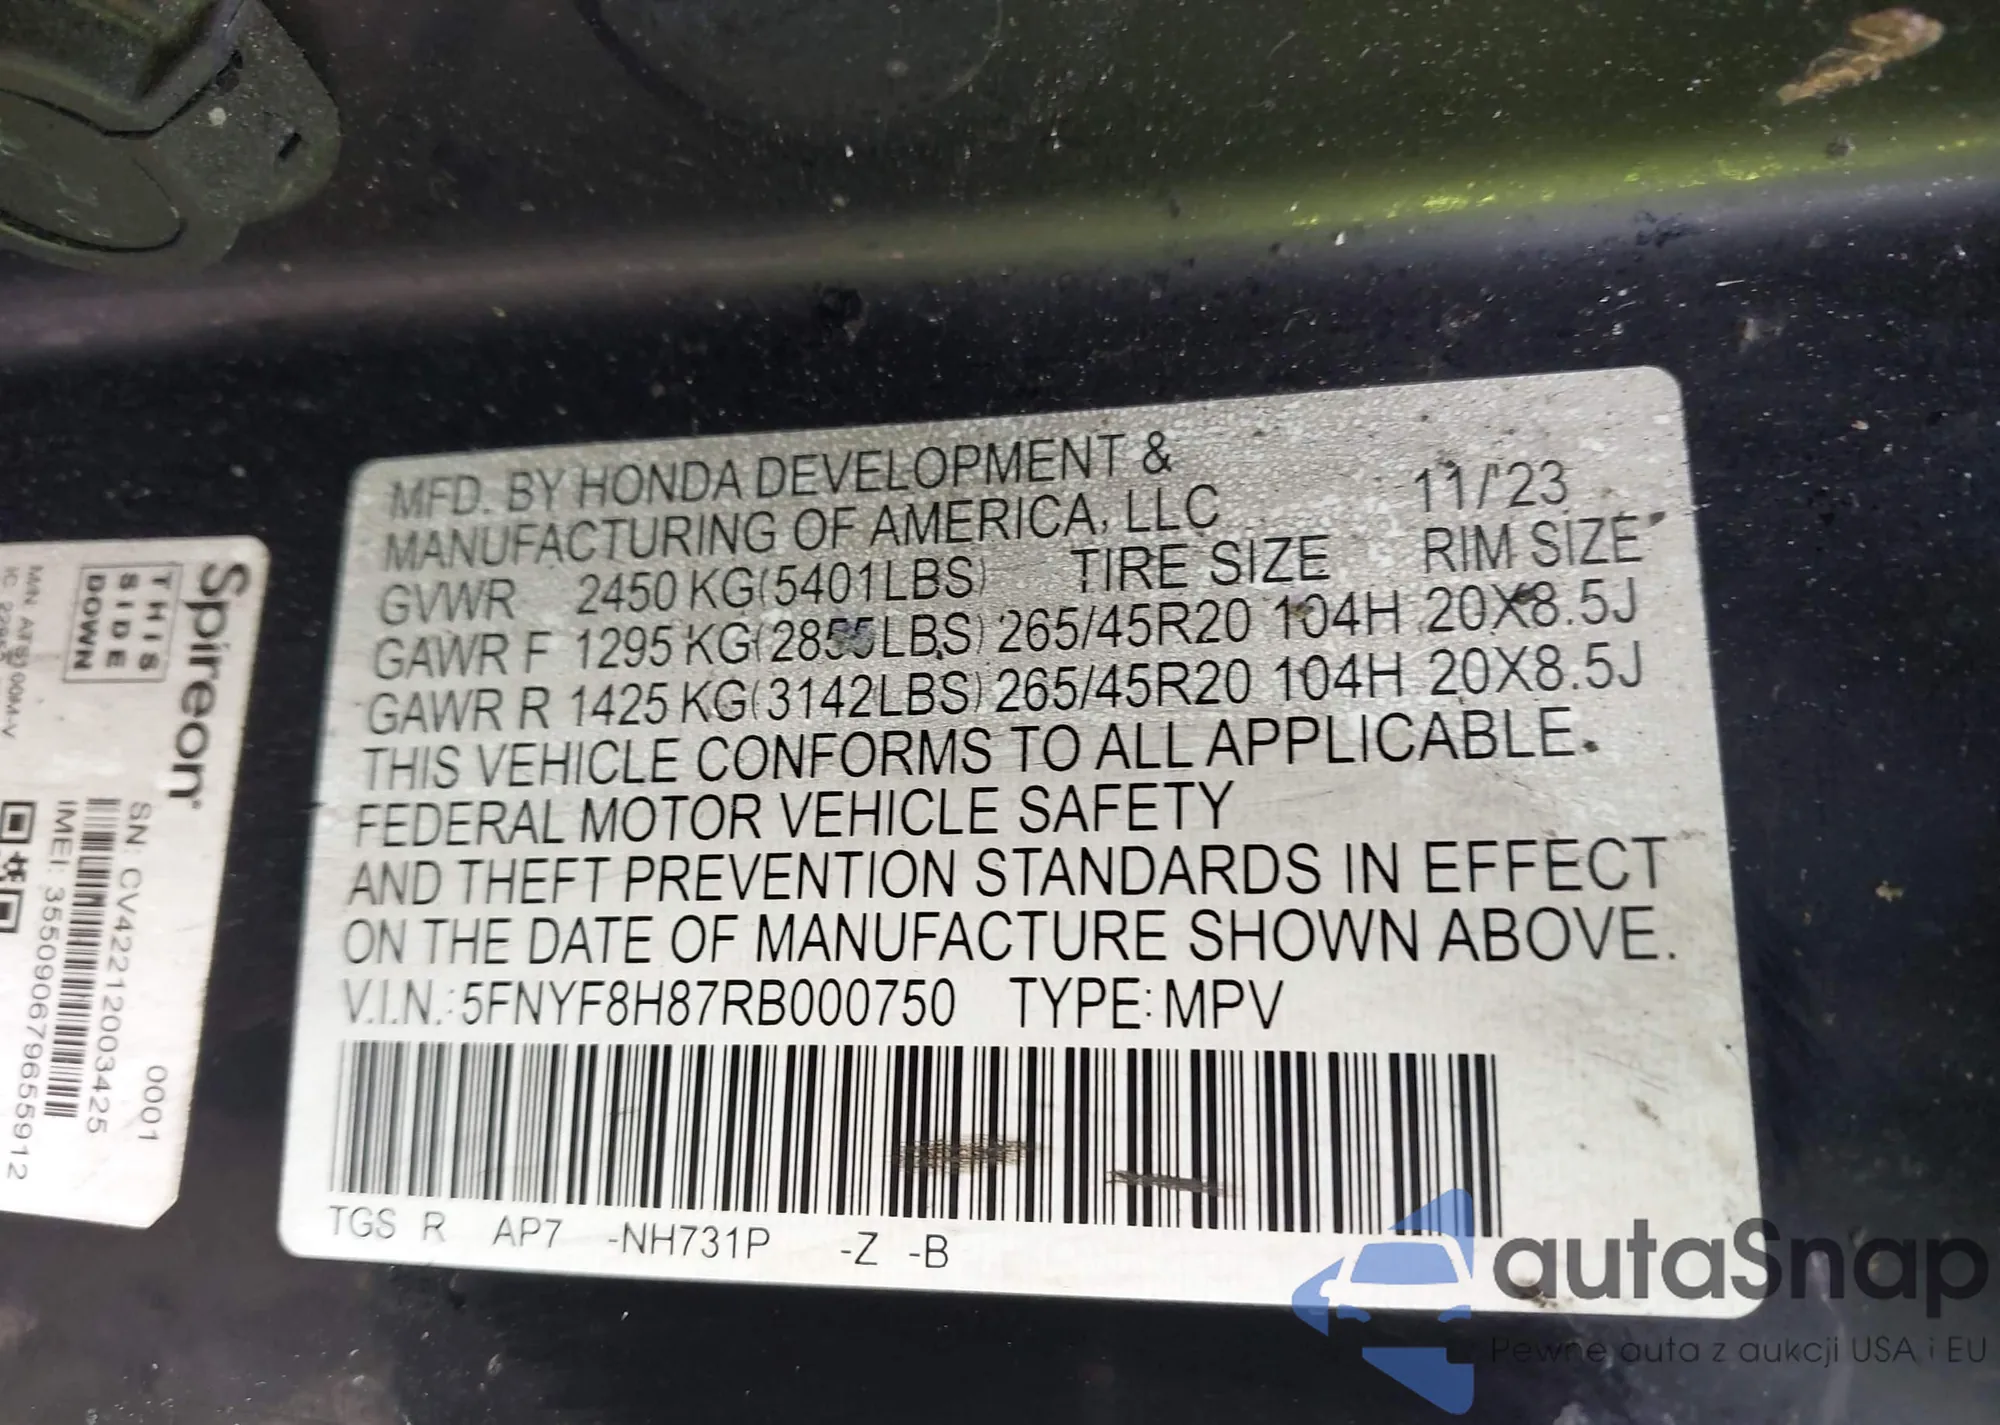 MFD. BY HONDA DEVELOPMENT &
MANUFACTURING OF AMERICA, LLC 11/'23
GVWR 2450 KG(5401LBS) TIRE SIZE RIM SIZE
GAWR F 1295 KG(2855LBS) 265/45R20 104H 20X8.5J
GAWR R 1425 KG(3142LBS) 265/45R20 104H 20X8.5J
THIS VEHICLE CONFORMS TO ALL APPLICABLE
FEDERAL MOTOR VEHICLE SAFETY
AND THEFT PREVENTION STANDARDS IN EFFECT
ON THE DATE OF MANUFACTURE SHOWN ABOVE.
V.I.N.: 5FNYF8H87RB000750 TYPE: MPV
TGS R AP7 -NH731P -Z -B
Spireon
THIS
SIDE
DOWN
SN: CV42212003425
0001
IMEI: 355090679655912
autaSnap
Pewne auta z aukcji USA i EU